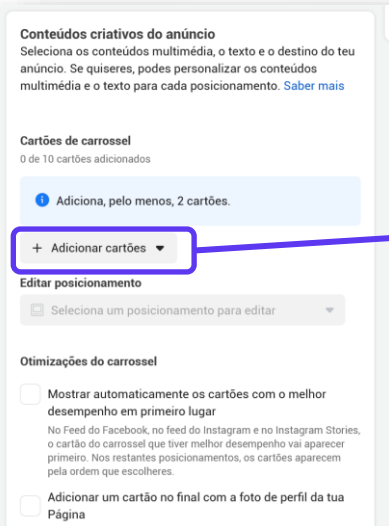 Conteúdos criativos do anúncio
Seleciona os conteúdos multimédia, o texto e o destino do teu
anúncio. Se quiseres, podes personalizar os conteúdos
multimédia e o texto para cada posicionamento. Saber mais
Cartões de carrossel
0 de 10 cartões adicionados
Adiciona, pelo menos, 2 cartões.
+ Adicionar cartões
Editar posicionamento
Seleciona um posicionamento para editar
Otimizações do carrossel
Mostrar automaticamente os cartões com o melhor
desempenho em primeiro lugar
No Feed do Facebook, no feed do Instagram e no Instagram Stories,
o cartão do carrossel que tiver melhor desempenho vai aparecer
primeiro. Nos restantes posicionamentos, os cartões aparecem
pela ordem que escolheres.
Adicionar um cartão no final com a foto de perfil da tua
Página